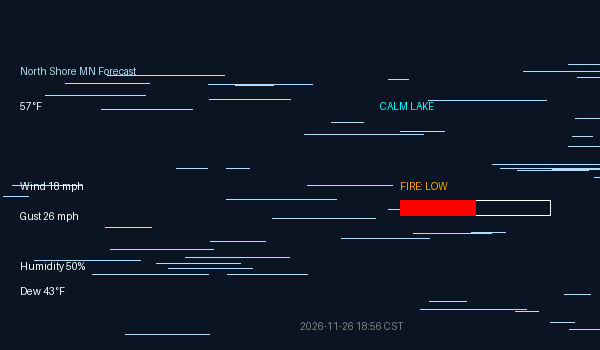 North Shore MN Forecast
57°F
CALM LAKE
Wind 18 mph
FIRE: LOW
Gust 26 mph
Humidity 50%
Dew 43°F
2026-11-26 18:56 CST